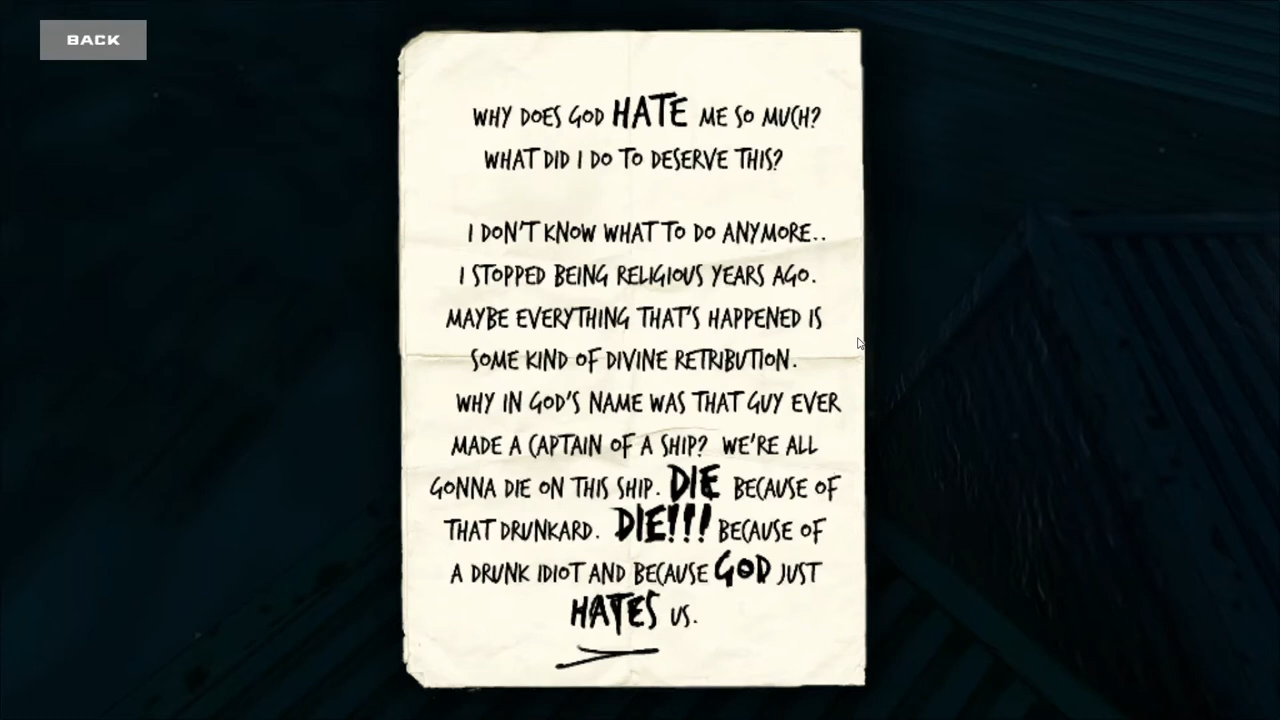 BACK
WHY DOES GOD HATE ME SO MUCH?
WHAT DID I DO TO DESERVE THIS?
I DON'T KNOW WHAT TO DO ANYMORE..
I STOPPED BEING RELIGIOUS YEARS AGO.
MAYBE EVERYTHING THAT'S HAPPENED IS
SOME KIND OF DIVINE RETRIBUTION.
WHY IN GOD'S NAME WAS THAT GUY EVER
MADE A CAPTAIN OF A SHIP? WE'RE ALL
GONNA DIE ON THIS SHIP. DIE BECAUSE OF
THAT DRUNKARD. DIE!!! BECAUSE OF
A DRUNK IDIOT AND BECAUSE GOD JUST
HATES US.